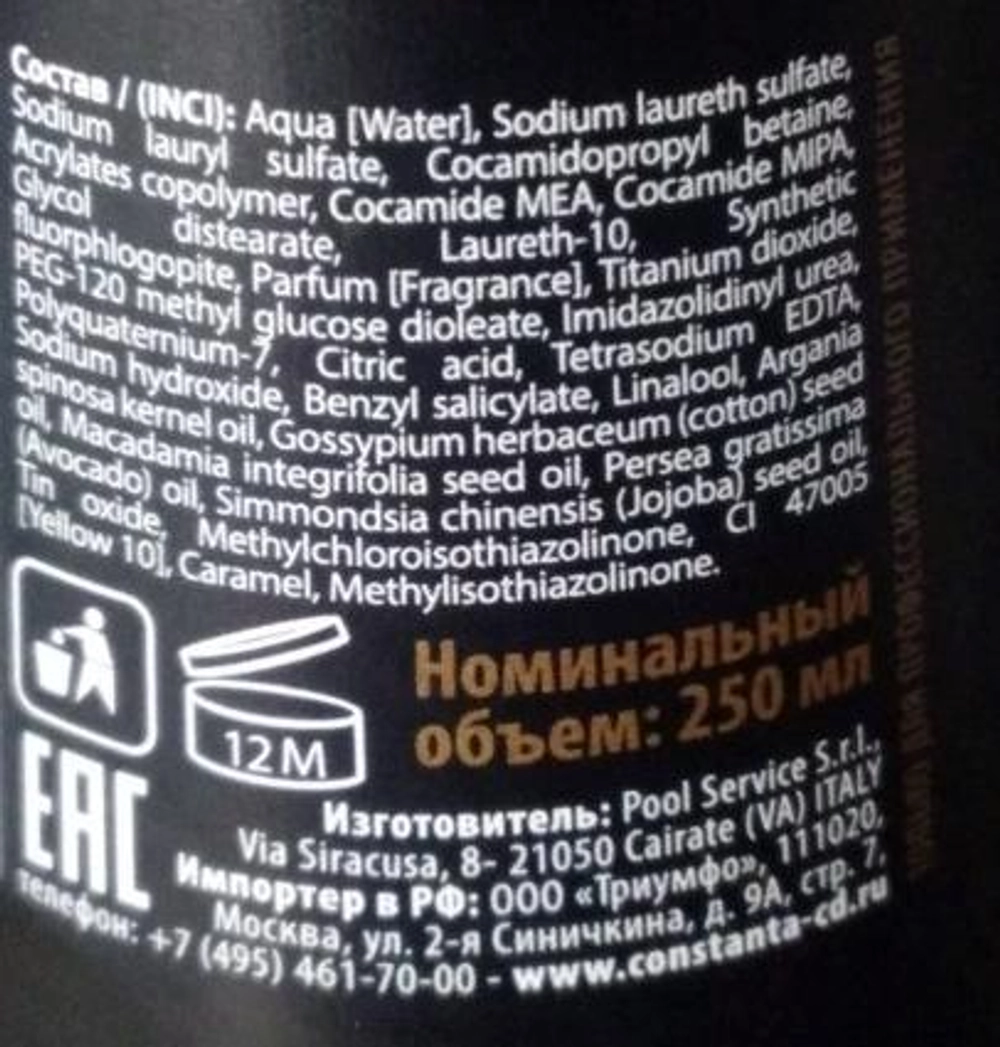 Состав / (INCI): Aqua [Water], Sodium laureth sulfate,
Sodium lauryl sulfate, Cocamidopropyl betaine,
Acrylates copolymer, Cocamide MEA, Cocamide MIPA,
Glycol distearate, Laureth-10, Synthetic
fluorphlogopite, Parfum [Fragrance], Titanium dioxide,
PEG-120 methyl glucose dioleate, Imidazolidinyl urea,
Polyquaternium-7, Citric acid, Tetrasodium EDTA,
Sodium hydroxide, Benzyl salicylate, Linalool, Argania
spinosa kernel oil, Gossypium herbaceum (cotton) seed
oil, Macadamia integrifolia seed oil, Persea gratissima
(Avocado) oil, Simmondsia chinensis (Jojoba) seed oil,
Tin oxide, Methylchloroisothiazolinone, CI 47005
[Yellow 10], Caramel, Methylisothiazolinone.
12M
EAC
Номинальный
объем: 250 мл
Изготовитель: Pool Service S.r.l.,
Via Siracusa, 8- 21050 Cairate (VA) ITALY
Импортер в РФ: ООО «Триумфо», 111020,
Москва, ул. 2-я Синичкина, д. 9А, стр. 7,
телефон: +7 (495) 461-70-00 - www.constanta-cd.ru
ДЛЯ ПРОФЕССИОНАЛЬНОГО ПРИМЕНЕНИЯ